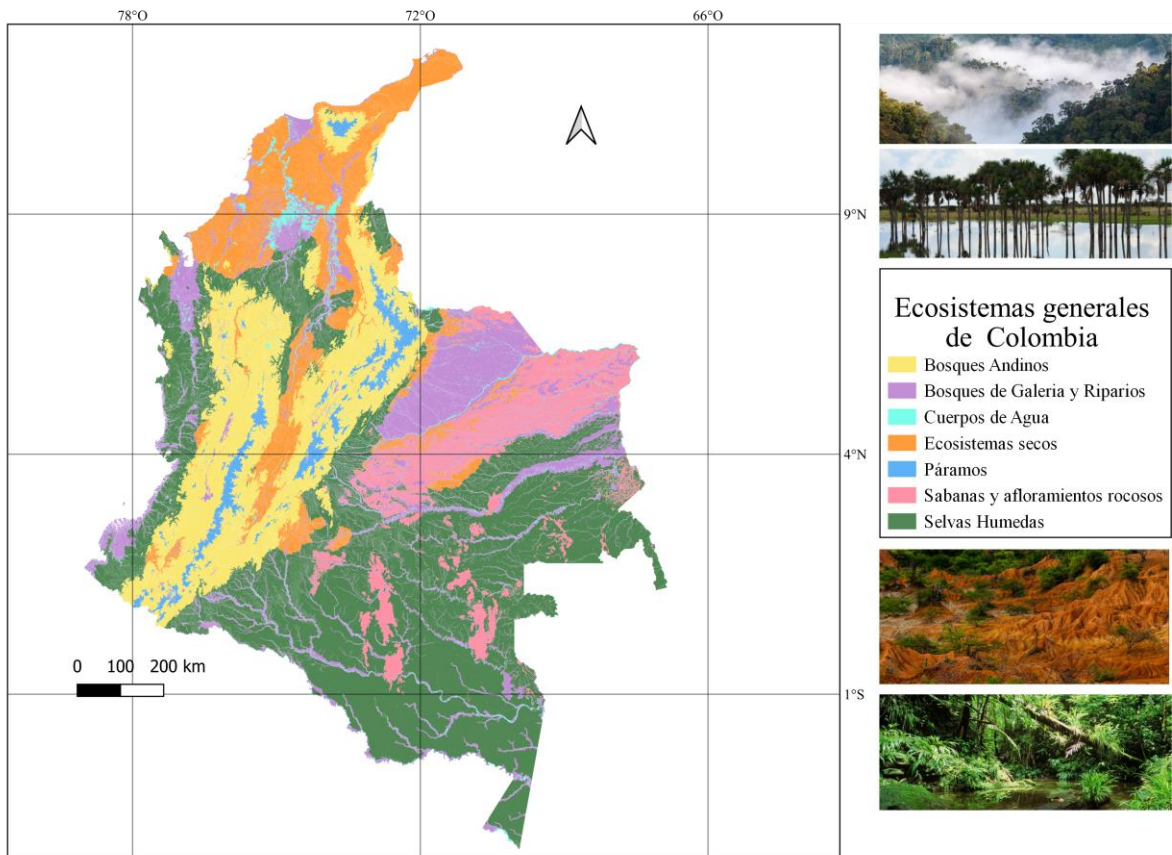 78°O 72°O 66°O
9°N
Ecosistemas generales
de Colombia
Bosques Andinos
Bosques de Galeria y Riparios
Cuerpos de Agua
Ecosistemas secos
4°N
Páramos
Sabanas y afloramientos rocosos
Selvas Humedas
0 100 200 km
1°S